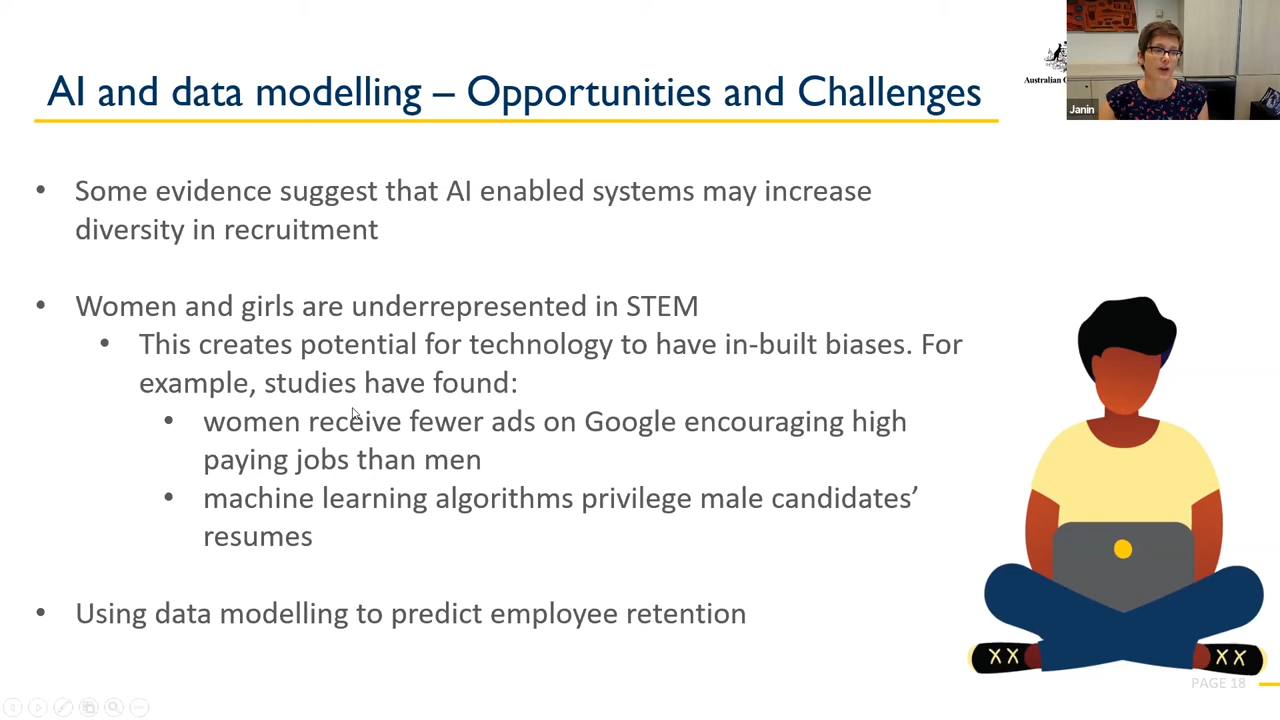 AI and data modelling – Opportunities and Challenges
Australian G
Janin
• Some evidence suggest that AI enabled systems may increase
diversity in recruitment
• Women and girls are underrepresented in STEM
• This creates potential for technology to have in-built biases. For
example, studies have found:
• women receive fewer ads on Google encouraging high
paying jobs than men
• machine learning algorithms privilege male candidates’
resumes
• Using data modelling to predict employee retention
PAGE 18